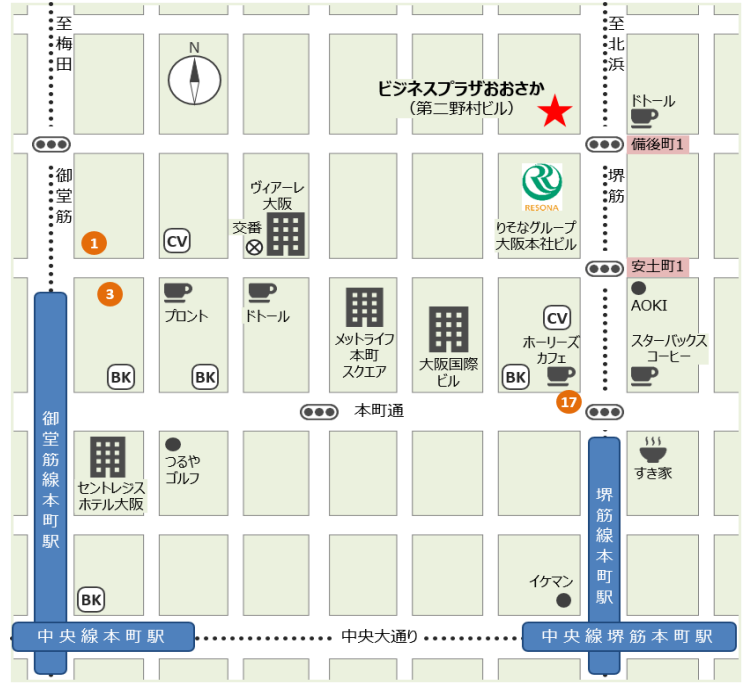 至梅田
至北浜
N
ビジネスプラザおおさか
（第二野村ビル）
ドトール
備後町1
御堂筋
堺筋
ヴィアーレ
大阪
交番
CV
1
RESONA
りそなグループ
大阪本社ビル
安土町1
3
プロント
ドトール
メットライフ
本町
スクエア
大阪国際
ビル
CV
ホーリーズ
カフェ
AOKI
スターバックス
コーヒー
BK
BK
BK
17
本町通
御堂筋線本町駅
セントレジス
ホテル大阪
つるや
ゴルフ
すき家
堺筋線本町駅
BK
イケマン
中央線本町駅
中央大通り
中央線堺筋本町駅